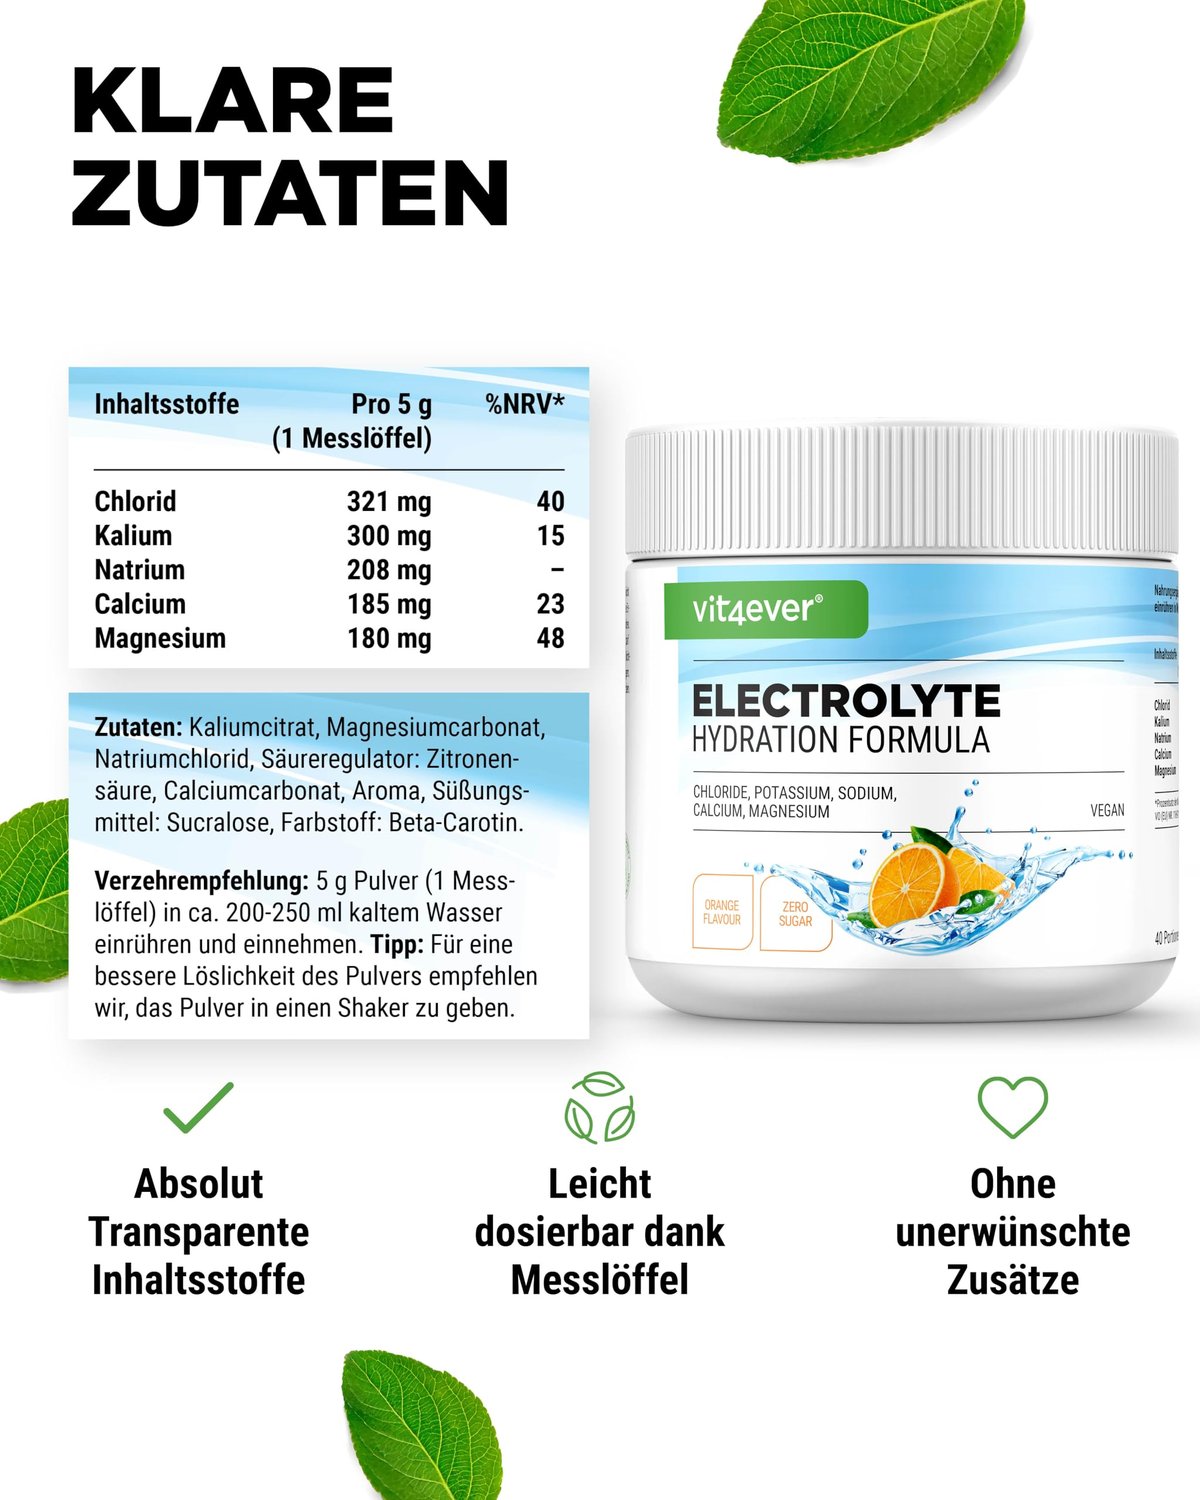 KLARE
ZUTATEN
Inhaltsstoffe Pro 5 g %NRV*
(1 Messlöffel)
Chlorid 321 mg 40
Kalium 300 mg 15
Natrium 208 mg –
Calcium 185 mg 23
Magnesium 180 mg 48
Zutaten: Kaliumcitrat, Magnesiumcarbonat,
Natriumchlorid, Säureregulator: Zitronen-
säure, Calciumcarbonat, Aroma, Süßungs-
mittel: Sucralose, Farbstoff: Beta-Carotin.
Verzehrempfehlung: 5 g Pulver (1 Mess-
löffel) in ca. 200-250 ml kaltem Wasser
einrühren und einnehmen. Tipp: Für eine
bessere Löslichkeit des Pulvers empfehlen
wir, das Pulver in einen Shaker zu geben.
vit4ever®
ELECTROLYTE
HYDRATION FORMULA
CHLORIDE, POTASSIUM, SODIUM,
CALCIUM, MAGNESIUM
VEGAN
ORANGE
FLAVOUR
ZERO
SUGAR
Chlorid
Kalium
Natrium
Calcium
Magnesium
Absolut
Transparente
Inhaltsstoffe
Leicht
dosierbar dank
Messlöffel
Ohne
unerwünschte
Zusätze